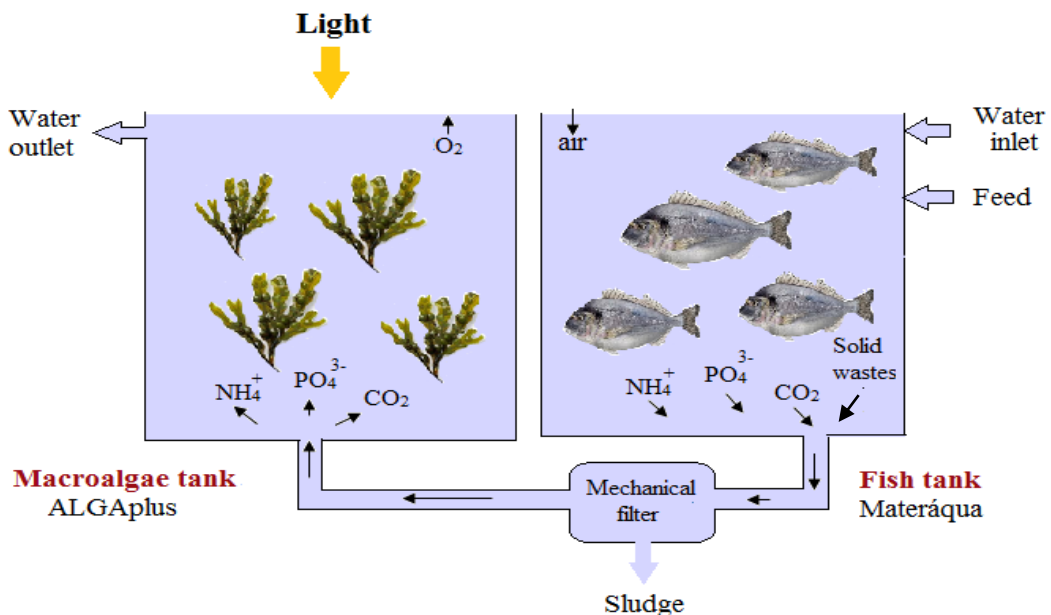 Light
Water
outlet
O₂
air
Water
inlet
Feed
NH₄⁺
PO₄³⁻
CO₂
NH₄⁺
PO₄³⁻
CO₂
Solid
wastes
Macroalgae tank
ALGAplus
Mechanical
filter
Fish tank
Materáqua
Sludge